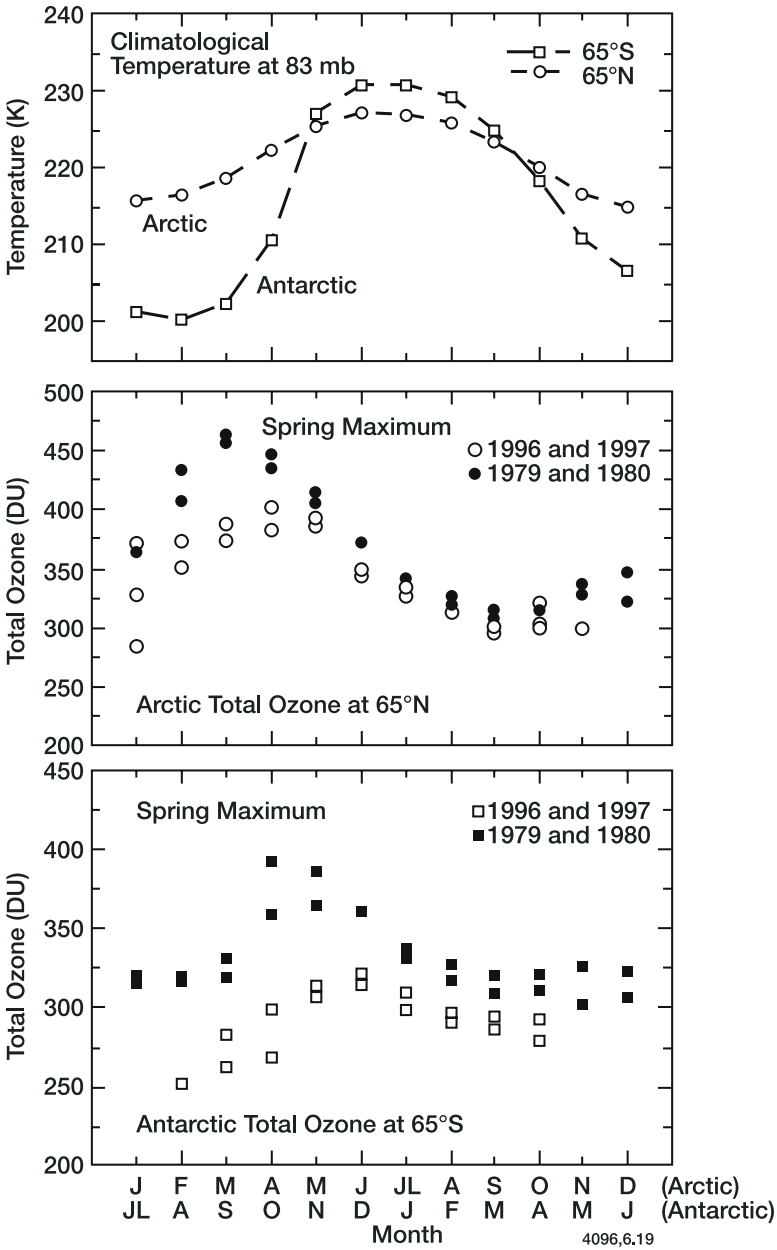 Climatological
Temperature at 83 mb
65°S
65°N
240
230
220
210
200
Temperature (K)
Arctic
Antarctic
500
450
400
350
300
250
200
Total Ozone (DU)
Spring Maximum
1996 and 1997
1979 and 1980
Arctic Total Ozone at 65°N
450
400
350
300
250
200
Total Ozone (DU)
Spring Maximum
1996 and 1997
1979 and 1980
Antarctic Total Ozone at 65°S
J F M A M J JL A S O N D (Arctic)
JL A S O N D J F M A M J (Antarctic)
Month
4096,6.19